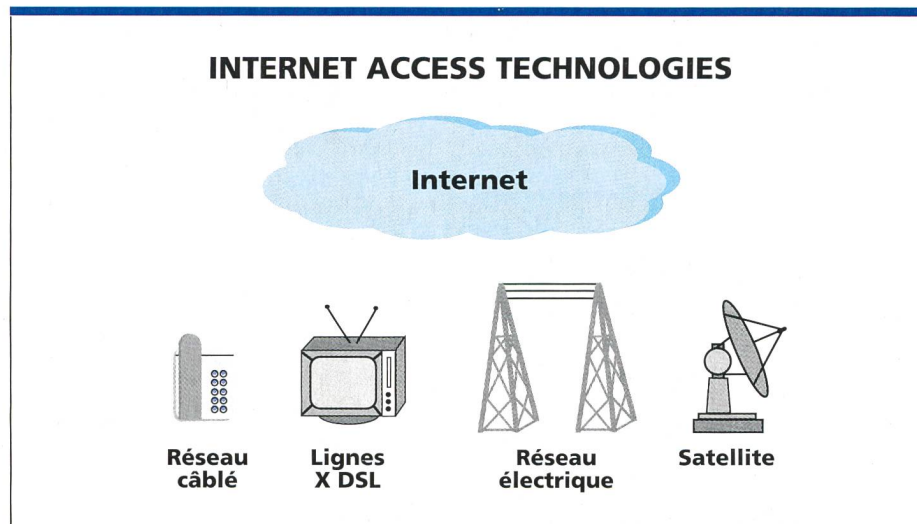 INTERNET ACCESS TECHNOLOGIES
Internet
Réseau
câblé
Lignes
X DSL
Réseau
électrique
Satellite